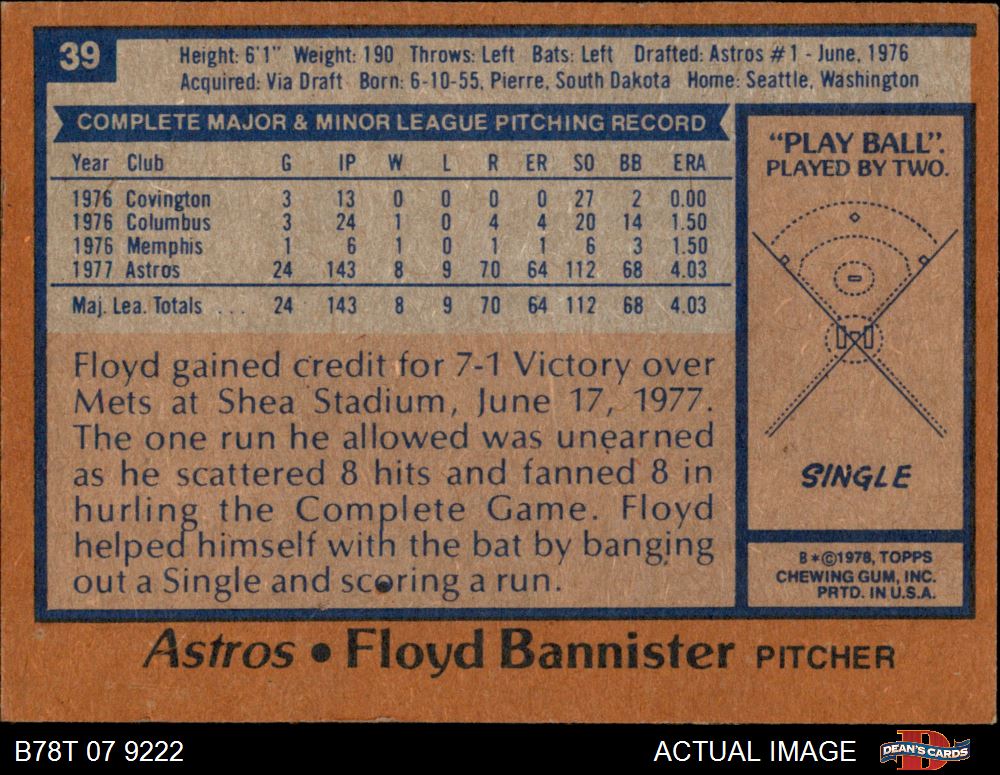 39
Height: 6'1" Weight: 190 Throws: Left Bats: Left Drafted: Astros #1 - June, 1976
Acquired: Via Draft Born: 6-10-55, Pierre, South Dakota Home: Seattle, Washington
COMPLETE MAJOR & MINOR LEAGUE PITCHING RECORD
Year Club G IP W L R ER SO BB ERA
1976 Covington 3 13 0 0 0 0 27 2 0.00
1976 Columbus 3 24 1 0 4 4 20 14 1.50
1976 Memphis 1 6 1 0 1 1 6 3 1.50
1977 Astros 24 143 8 9 70 64 112 68 4.03
Maj. Lea. Totals ... 24 143 8 9 70 64 112 68 4.03
Floyd gained credit for 7-1 Victory over
Mets at Shea Stadium, June 17, 1977.
The one run he allowed was unearned
as he scattered 8 hits and fanned 8 in
hurling the Complete Game. Floyd
helped himself with the bat by banging
out a Single and scoring a run.
"PLAY BALL".
PLAYED BY TWO.
SINGLE
B*©1978, TOPPS
CHEWING GUM, INC.
PRTD. IN U.S.A.
Astros • Floyd Bannister PITCHER
B78T 07 9222
ACTUAL IMAGE
DEAN'S CARDS